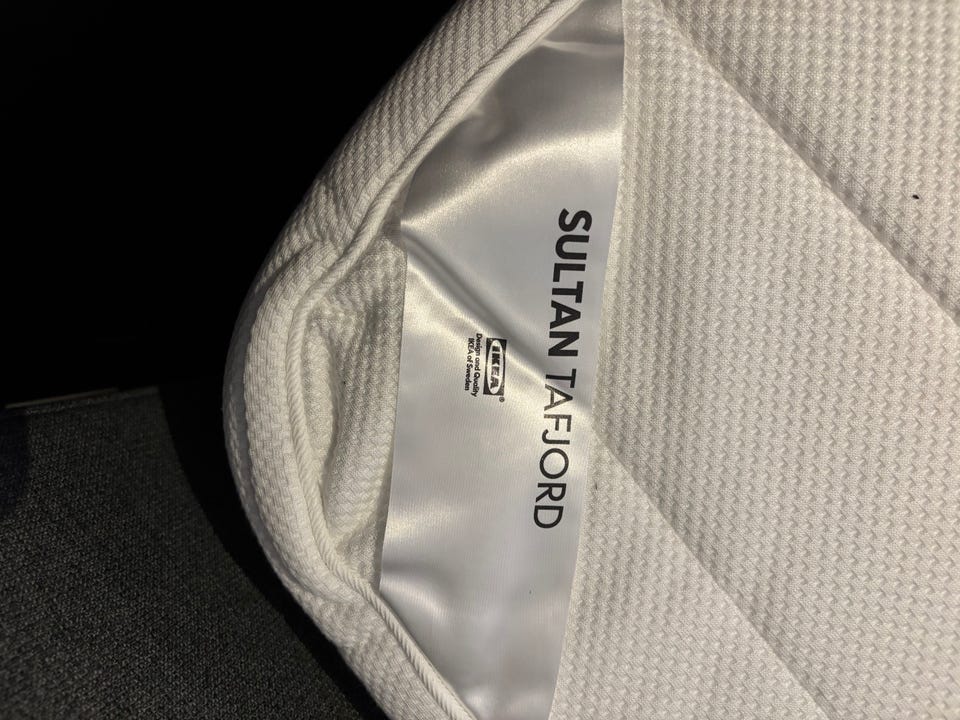 SULTAN TAFJORD
IKEA®
Design and Quality
IKEA of Sweden